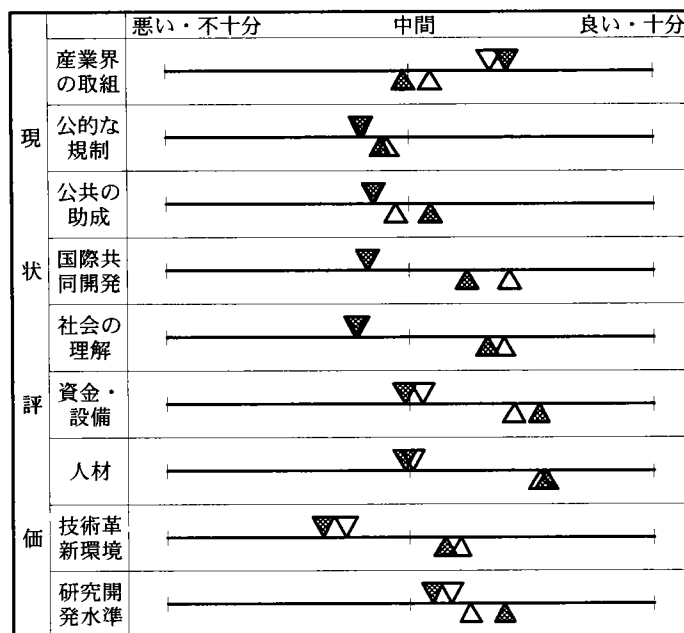 悪い・不十分 中間 良い・十分
現状評価
産業界
の取組
公的な
規制
公共の
助成
国際共
同開発
社会の
理解
資金・
設備
人材
技術革
新環境
研究開
発水準